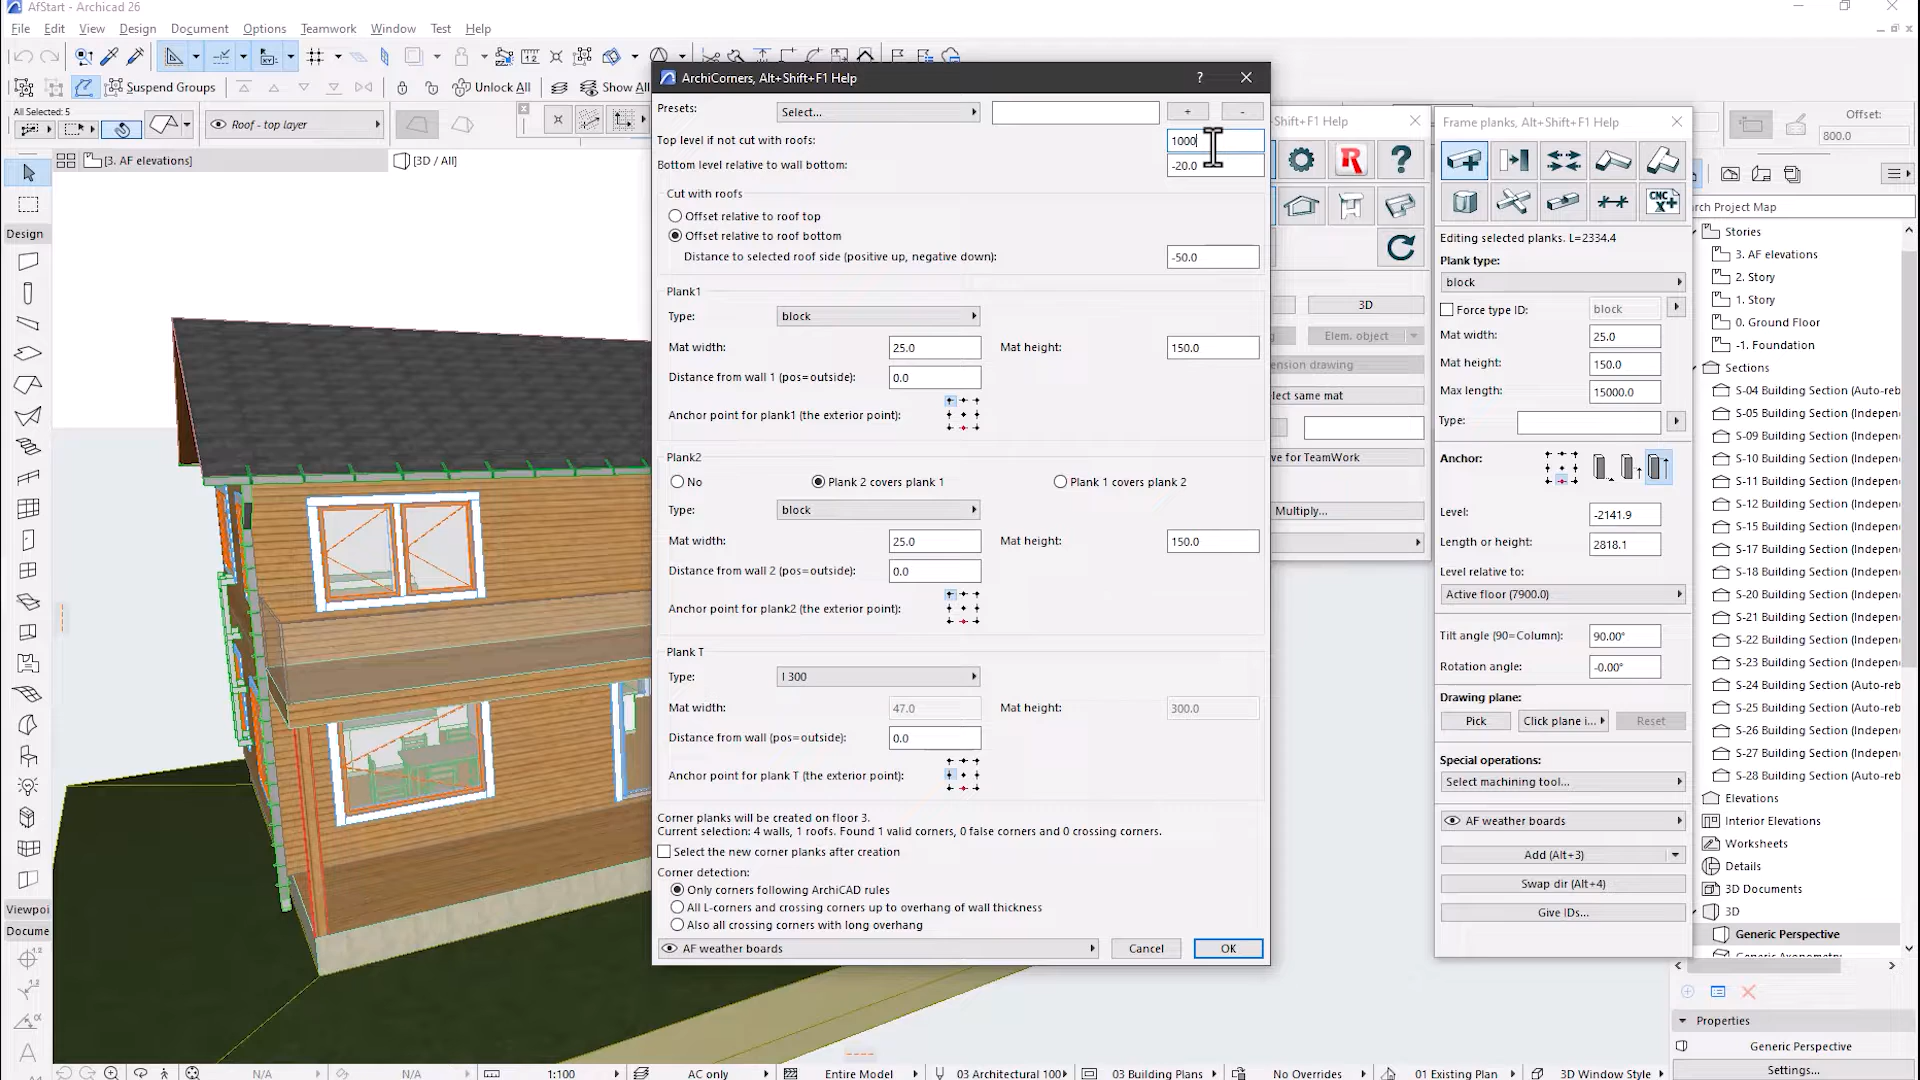 AfStart - Archicad 26
File Edit View Design Document Options Teamwork Window Test Help
Suspend Groups
Unlock All
Show All
All Selected: 5
Roof - top layer
Offset:
800.0
[3. AF elevations]
[3D / All]
Design
Viewpoi
Docume
ArchiCorners, Alt+Shift+F1 Help
?
Presets:
Select...
+
-
Top level if not cut with roofs:
1000
Bottom level relative to wall bottom:
-20.0
Cut with roofs
Offset relative to roof top
Offset relative to roof bottom
Distance to selected roof side (positive up, negative down):
-50.0
Plank1
Type:
block
Mat width:
25.0
Mat height:
150.0
Distance from wall 1 (pos=outside):
0.0
Anchor point for plank1 (the exterior point):
Plank2
No
Plank 2 covers plank 1
Plank 1 covers plank 2
Type:
block
Mat width:
25.0
Mat height:
150.0
Distance from wall 2 (pos=outside):
0.0
Anchor point for plank2 (the exterior point):
Plank T
Type:
I 300
Mat width:
47.0
Mat height:
300.0
Distance from wall (pos=outside):
0.0
Anchor point for plank T (the exterior point):
Corner planks will be created on floor 3.
Current selection: 4 walls, 1 roofs. Found 1 valid corners, 0 false corners and 0 crossing corners.
Select the new corner planks after creation
Corner detection:
Only corners following ArchiCAD rules
All L-corners and crossing corners up to overhang of wall thickness
Also all crossing corners with long overhang
AF weather boards
Cancel
OK
Shift+F1 Help
R
?
3D
Elem. object
ension drawing
lect same mat
ve for TeamWork
Multiply...
Frame planks, Alt+Shift+F1 Help
CNC
X+
Editing selected planks. L=2334.4
Plank type:
block
Force type ID:
block
Mat width:
25.0
Mat height:
150.0
Max length:
15000.0
Type:
Anchor:
Level:
-2141.9
Length or height:
2818.1
Level relative to:
Active floor (7900.0)
Tilt angle (90=Column):
90.00°
Rotation angle:
-0.00°
Drawing plane:
Pick
Click plane i...
Reset
Special operations:
Select machining tool...
AF weather boards
Add (Alt+3)
Swap dir (Alt+4)
Give IDs...
rch Project Map
Stories
3. AF elevations
2. Story
1. Story
0. Ground Floor
-1. Foundation
Sections
S-04 Building Section (Auto-reb
S-05 Building Section (Indepen
S-09 Building Section (Indepen
S-10 Building Section (Indepen
S-11 Building Section (Indepen
S-12 Building Section (Indepen
S-15 Building Section (Indepen
S-17 Building Section (Indepen
S-18 Building Section (Indepen
S-20 Building Section (Indepen
S-21 Building Section (Indepen
S-22 Building Section (Indepen
S-23 Building Section (Indepen
S-24 Building Section (Auto-reb
S-25 Building Section (Auto-reb
S-26 Building Section (Indepen
S-27 Building Section (Indepen
S-28 Building Section (Auto-reb
Elevations
Interior Elevations
Worksheets
Details
3D Documents
3D
Generic Perspective
Generic Axonometry
Properties
Generic Perspective
Settings...
N/A
N/A
1:100
AC only
Entire Model
03 Architectural 100
03 Building Plans
No Overrides
01 Existing Plan
3D Window Style